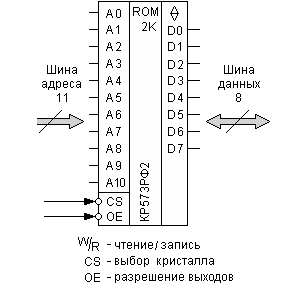 A0
A1
A2
A3
A4
A5
A6
A7
A8
A9
A10
CS
OE
ROM
2K
КР573РФ2
D0
D1
D2
D3
D4
D5
D6
D7
Шина
адреса
11
Шина
данных
8
W/R - чтение/ запись
CS - выбор кристалла
OE - разрешение выходов